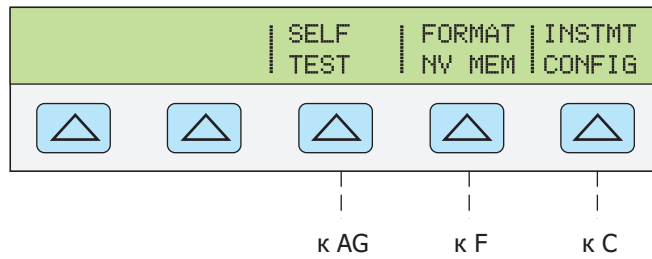 SELF FORMAT INSTMT
TEST NV MEM CONFIG
к AG к F к C